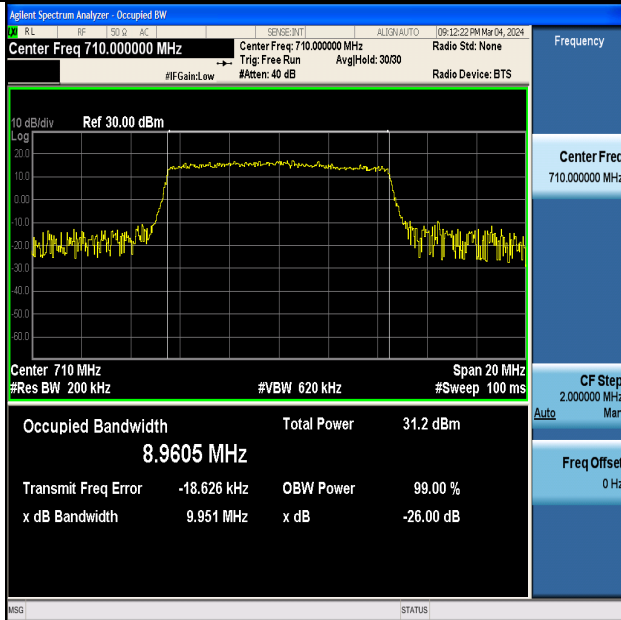 Agilent Spectrum Analyzer - Occupied BW
LXI RL RF 50 Ω AC SENSE:INT ALIGN AUTO 09:12:22 PM Mar 04, 2024
Center Freq 710.000000 MHz Center Freq: 710.000000 MHz Radio Std: None
Trig: Free Run Avg|Hold: 30/30
#IFGain:Low #Atten: 40 dB Radio Device: BTS
Frequency
10 dB/div Ref 30.00 dBm
Log
20.0
10.0
0.00
-10.0
-20.0
-30.0
-40.0
-50.0
-60.0
Center 710 MHz Span 20 MHz
#Res BW 200 kHz #VBW 620 kHz #Sweep 100 ms
Center Freq
710.000000 MHz
CF Step
2.000000 MHz
Auto Man
Freq Offset
0 Hz
Occupied Bandwidth Total Power 31.2 dBm
8.9605 MHz
Transmit Freq Error -18.626 kHz OBW Power 99.00 %
x dB Bandwidth 9.951 MHz x dB -26.00 dB
MSG STATUS